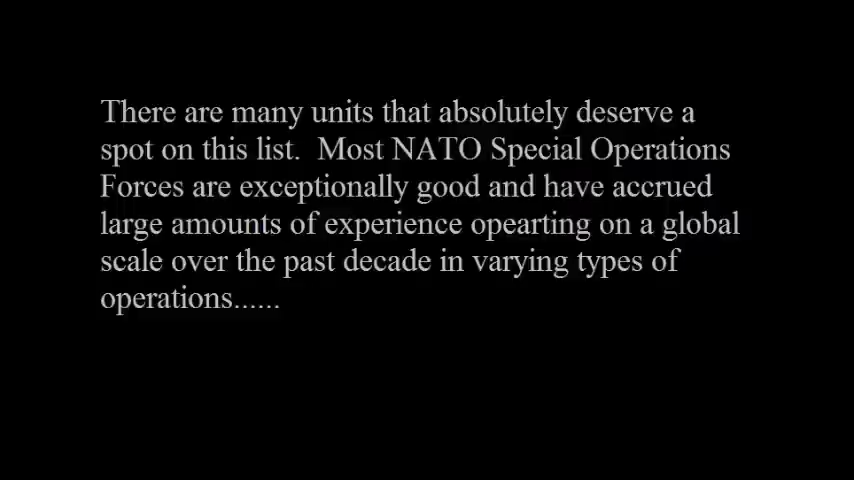 There are many units that absolutely deserve a
spot on this list.  Most NATO Special Operations
Forces are exceptionally good and have accrued
large amounts of experience opearting on a global
scale over the past decade in varying types of
operations......